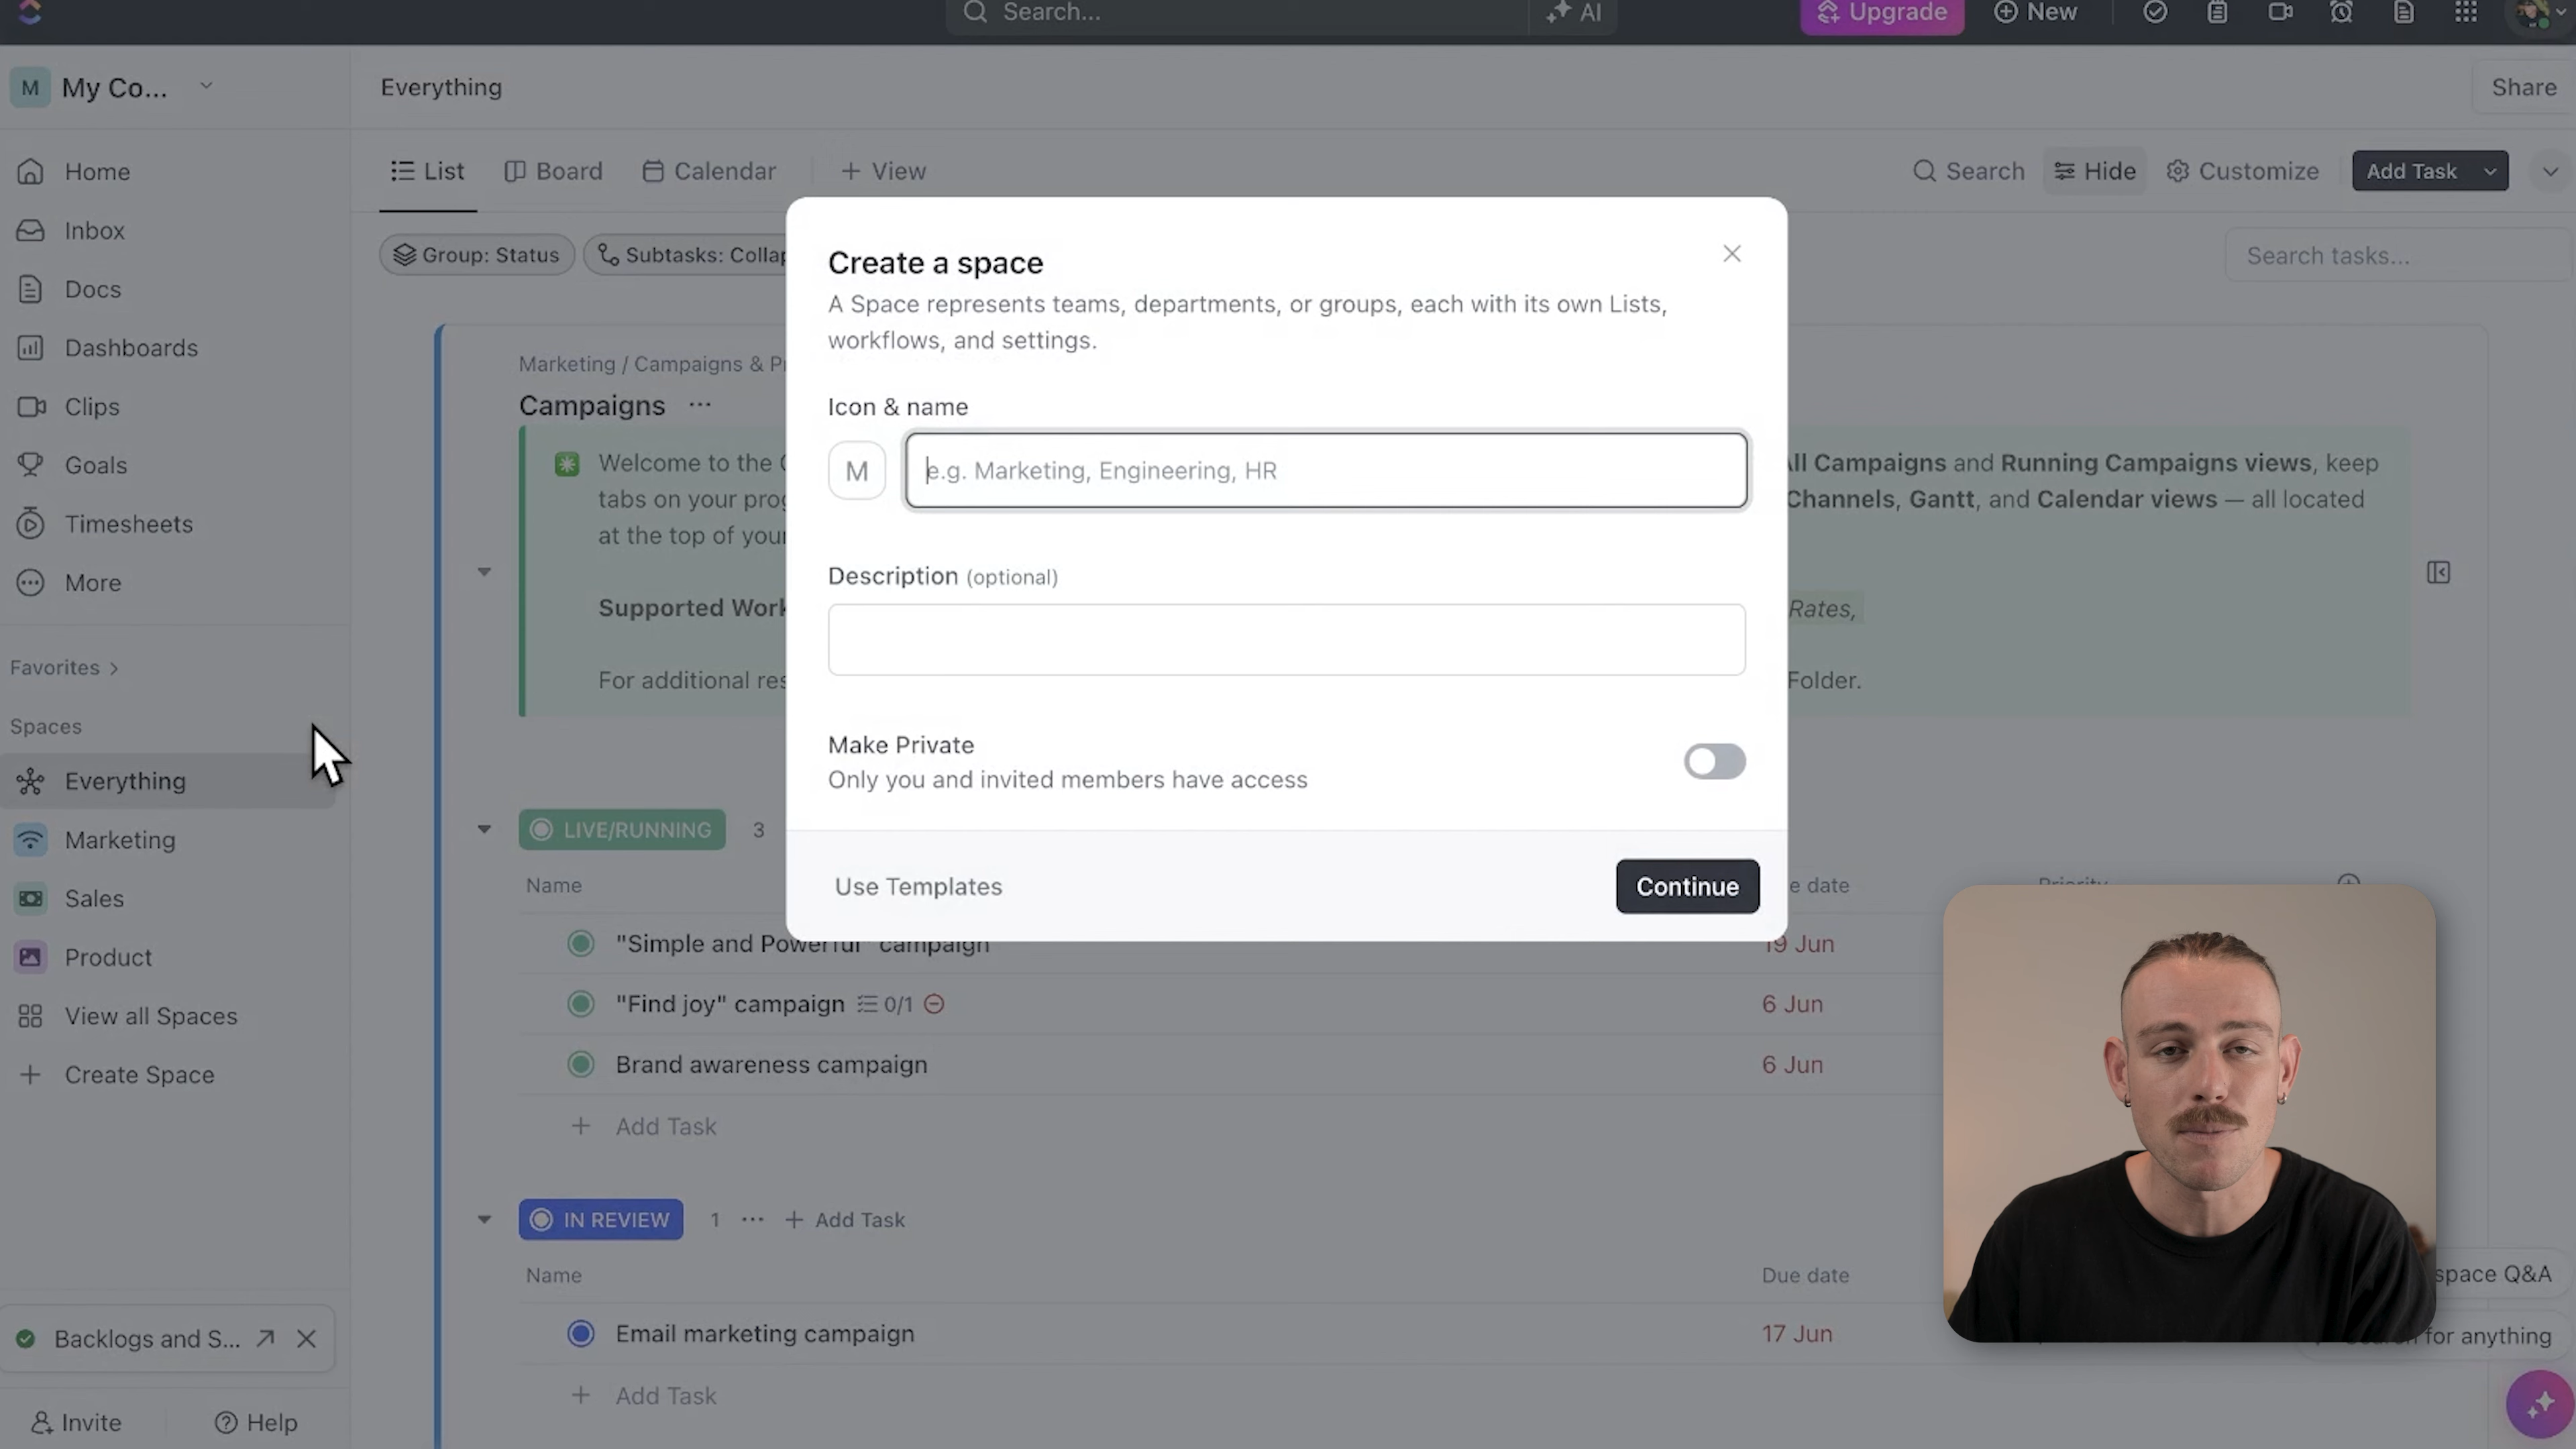 Search...
AI
Upgrade
New
M
My Co...
Everything
Share
Home
Inbox
Docs
Dashboards
Clips
Goals
Timesheets
More
Favorites
Spaces
Everything
Marketing
Sales
Product
View all Spaces
Create Space
Backlogs and S...
Invite
Help
List
Board
Calendar
View
Search
Hide
Customize
Add Task
Group: Status
Subtasks:
Search tasks...
Marketing / Campaigns &
Campaigns
Welcome to the
tabs on your
at the top of
Supported
For additional
Campaigns and Running Campaigns views, keep
Channels, Gantt, and Calendar views — all located
Rates,
Folder.
Create a space
A Space represents teams, departments, or groups, each with its own Lists,
workflows, and settings.
Icon & name
M
e.g. Marketing, Engineering, HR
Description (optional)
Make Private
Only you and invited members have access
Use Templates
Continue
LIVE/RUNNING
3
Name
date
"Simple and Powerful" campaign
19 Jun
"Find joy" campaign
0/1
6 Jun
Brand awareness campaign
6 Jun
Add Task
IN REVIEW
1
Add Task
Name
Due date
Email marketing campaign
17 Jun
Add Task
Q&A
for anything